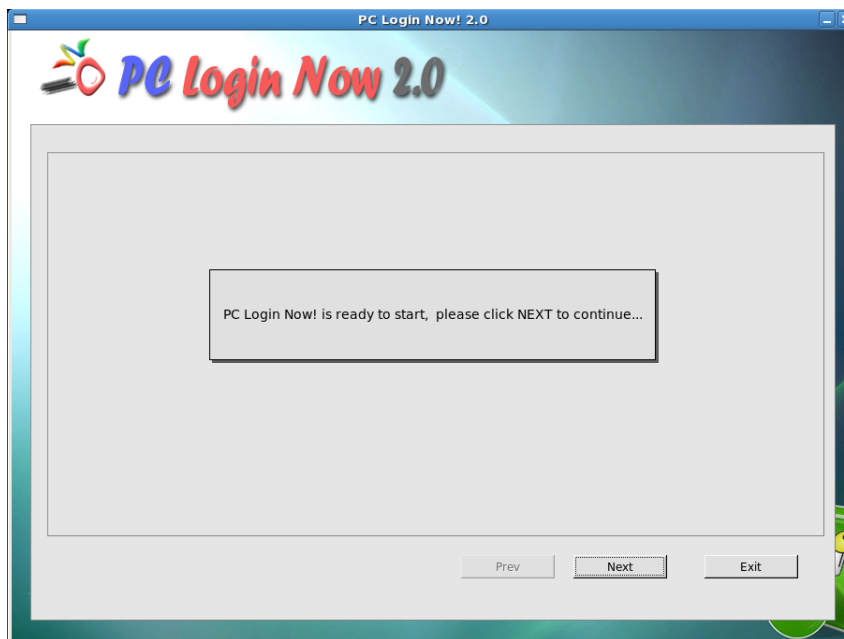 PC Login Now! 2.0
PC Login Now 2.0
PC Login Now! is ready to start, please click NEXT to continue...
Prev Next Exit